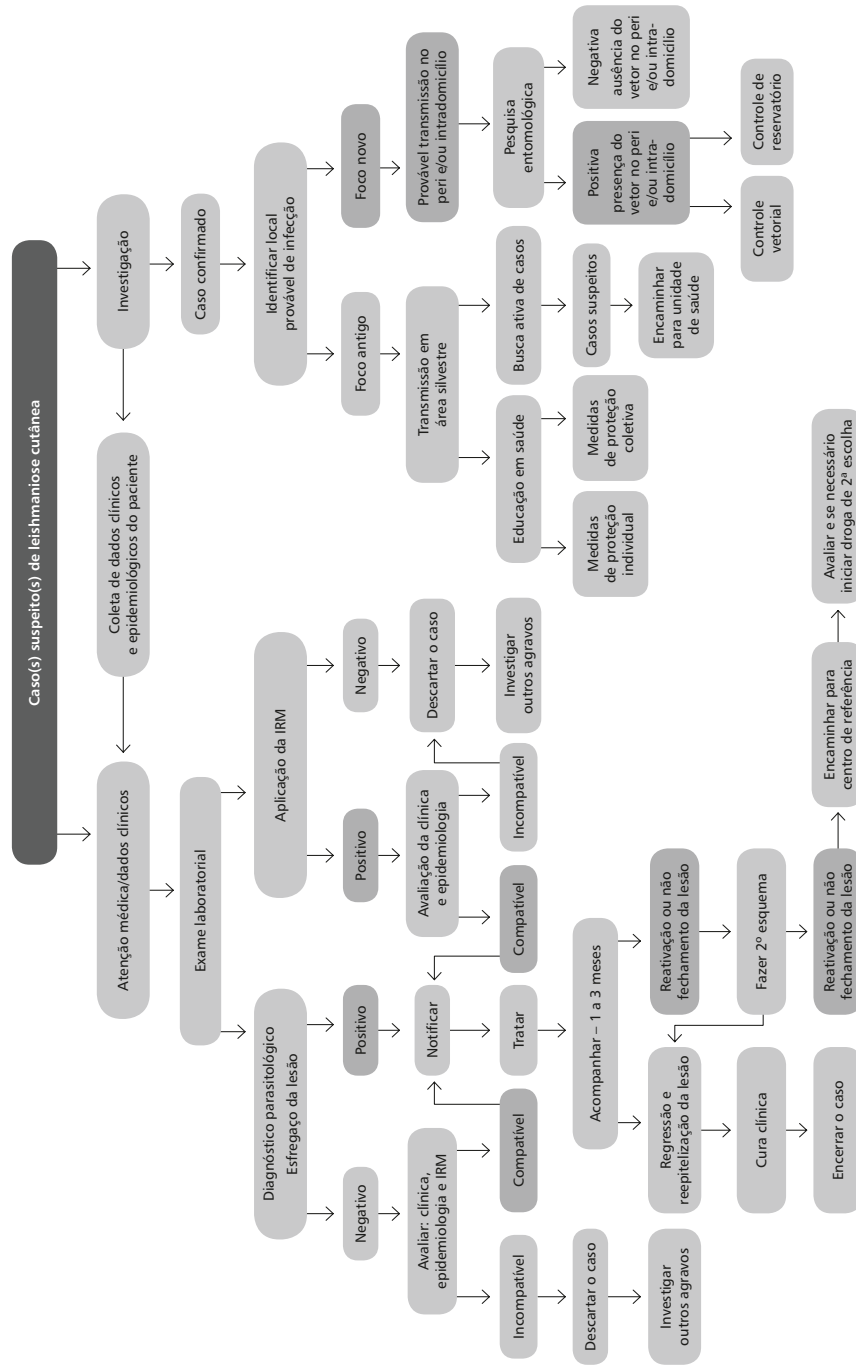 Caso(s) suspeito(s) de leishmaniose cutânea
Atenção médica/dados clínicos
Coleta de dados clínicos
e epidemiológicos do paciente
Investigação
Exame laboratorial
Caso confirmado
Diagnóstico parasitológico
Esfregaço da lesão
Aplicação da IRM
Identificar local
provável de infecção
Negativo
Positivo
Positivo
Negativo
Foco antigo
Foco novo
Avaliar: clínica,
epidemiologia e IRM
Notificar
Avaliação da clínica
e epidemiologia
Descartar o caso
Transmissão em
área silvestre
Provável transmissão no
peri e/ou intradomicílio
Incompatível
Compatível
Tratar
Compatível
Incompatível
Investigar
outros agravos
Educação em saúde
Busca ativa de casos
Pesquisa
entomológica
Descartar o caso
Acompanhar – 1 a 3 meses
Medidas
de proteção
individual
Medidas
de proteção
coletiva
Casos suspeitos
Positiva
presença do
vetor no peri
e/ou intra-
domicílio
Negativa
ausência do
vetor no peri
e/ou intra-
domicílio
Investigar
outros agravos
Regressão e
reepitelização da lesão
Reativação ou não
fechamento da lesão
Encaminhar
para unidade
de saúde
Cura clínica
Fazer 2º esquema
Controle
vetorial
Controle de
reservatório
Encerrar o caso
Reativação ou não
fechamento da lesão
Encaminhar para
centro de referência
Avaliar e se necessário
iniciar droga de 2ª escolha